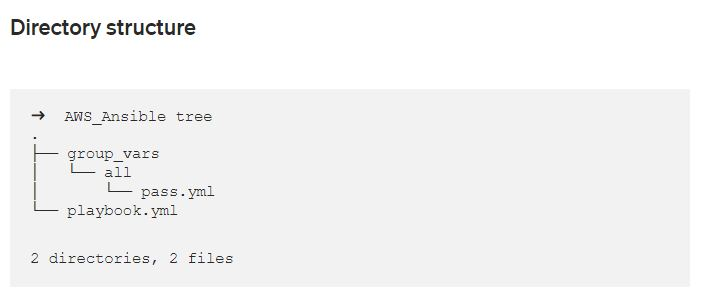 Directory structure
➜  AWS_Ansible tree
.
├── group_vars
│   └── all
│       └── pass.yml
└── playbook.yml
2 directories, 2 files